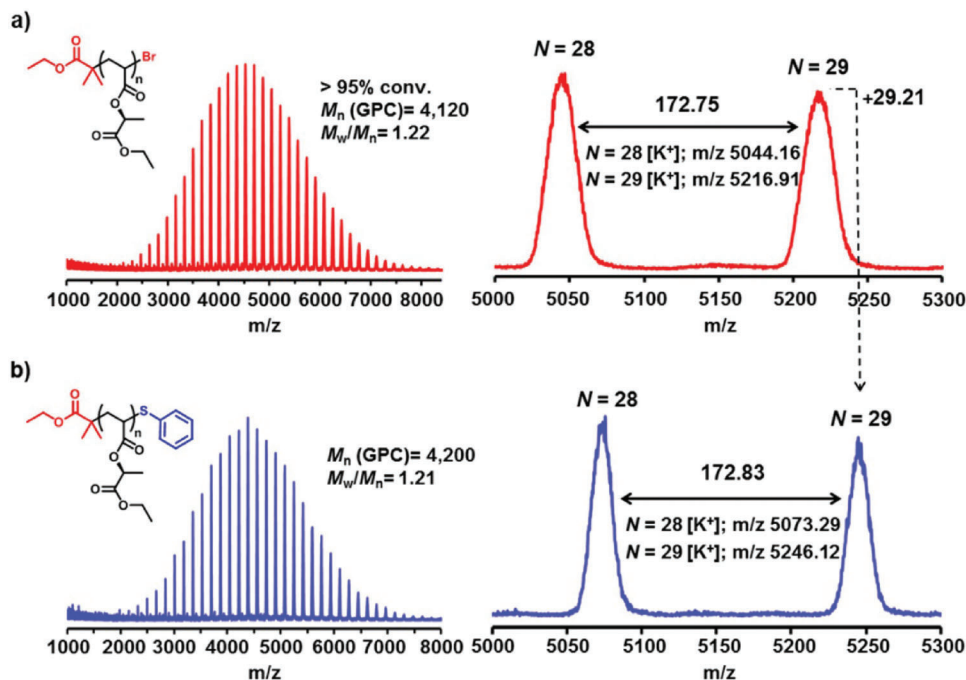 a)
O
O
Br
n
O
O
O
O
> 95% conv.
Mn (GPC)= 4,120
Mw/Mn= 1.22
1000 2000 3000 4000 5000 6000 7000 8000
m/z
N = 28
N = 29
+29.21
172.75
N = 28 [K+]; m/z 5044.16
N = 29 [K+]; m/z 5216.91
5000 5050 5100 5150 5200 5250 5300
m/z
b)
O
O
S
n
O
O
O
O
Mn (GPC)= 4,200
Mw/Mn= 1.21
1000 2000 3000 4000 5000 6000 7000 8000
m/z
N = 28
N = 29
172.83
N = 28 [K+]; m/z 5073.29
N = 29 [K+]; m/z 5246.12
5000 5050 5100 5150 5200 5250 5300
m/z